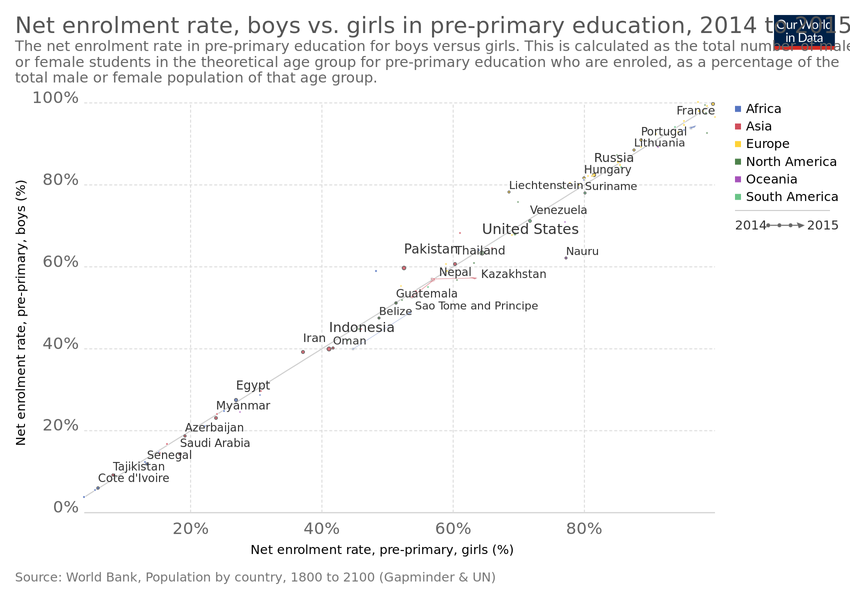 Net enrolment rate, boys vs. girls in pre-primary education, 2014 to 2015
Our World
in Data
The net enrolment rate in pre-primary education for boys versus girls. This is calculated as the total number of male
or female students in the theoretical age group for pre-primary education who are enroled, as a percentage of the
total male or female population of that age group.
100%
France
Africa
Portugal
Asia
Lithuania
Europe
Russia
North America
Hungary
Oceania
80%
Liechtenstein
Suriname
South America
Venezuela
2014
2015
United States
Pakistan
Thailand
Nauru
60%
Nepal
Kazakhstan
Guatemala
Sao Tome and Principe
Belize
Indonesia
Iran
Oman
40%
Egypt
Myanmar
Azerbaijan
20%
Saudi Arabia
Senegal
Tajikistan
Cote d'Ivoire
0%
Net enrolment rate, pre-primary, boys (%)
20%
40%
60%
80%
Net enrolment rate, pre-primary, girls (%)
Source: World Bank, Population by country, 1800 to 2100 (Gapminder & UN)